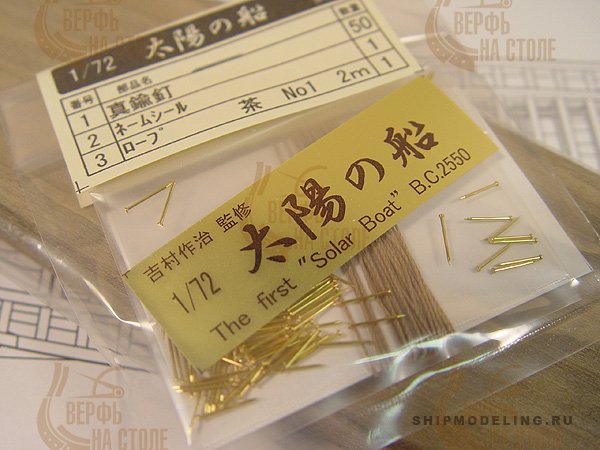 1/72 太陽の船
番号 部品名 数量
1 真鍮釘 50
2 ネームシール 1
3 ロープ 茶 No1 2m 1
吉村作治 監修
1/72 太陽の船
The first "Solar Boat" B.C.2550
ВЕРФЬ
НА СТОЛЕ
ВЕРФЬ
НА СТОЛЕ
ВЕРФЬ
НА СТОЛЕ
SHIPMODELING.RU